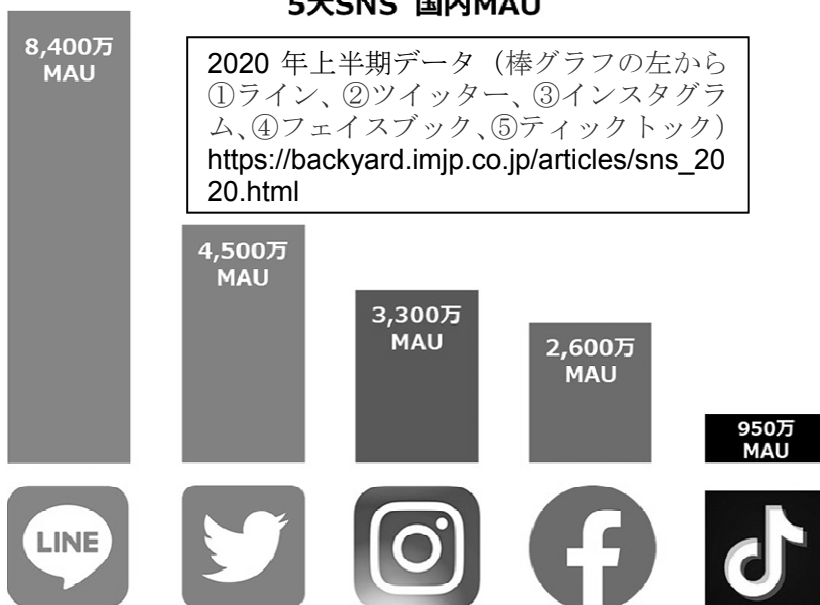 5大SNS 国内MAU
8,400万
MAU
2020 年上半期データ（棒グラフの左から
①ライン、②ツイッター、③インスタグラ
ム、④フェイスブック、⑤ティックトック）
https://backyard.imjp.co.jp/articles/sns_20
20.html
4,500万
MAU
3,300万
MAU
2,600万
MAU
950万
MAU
LINE